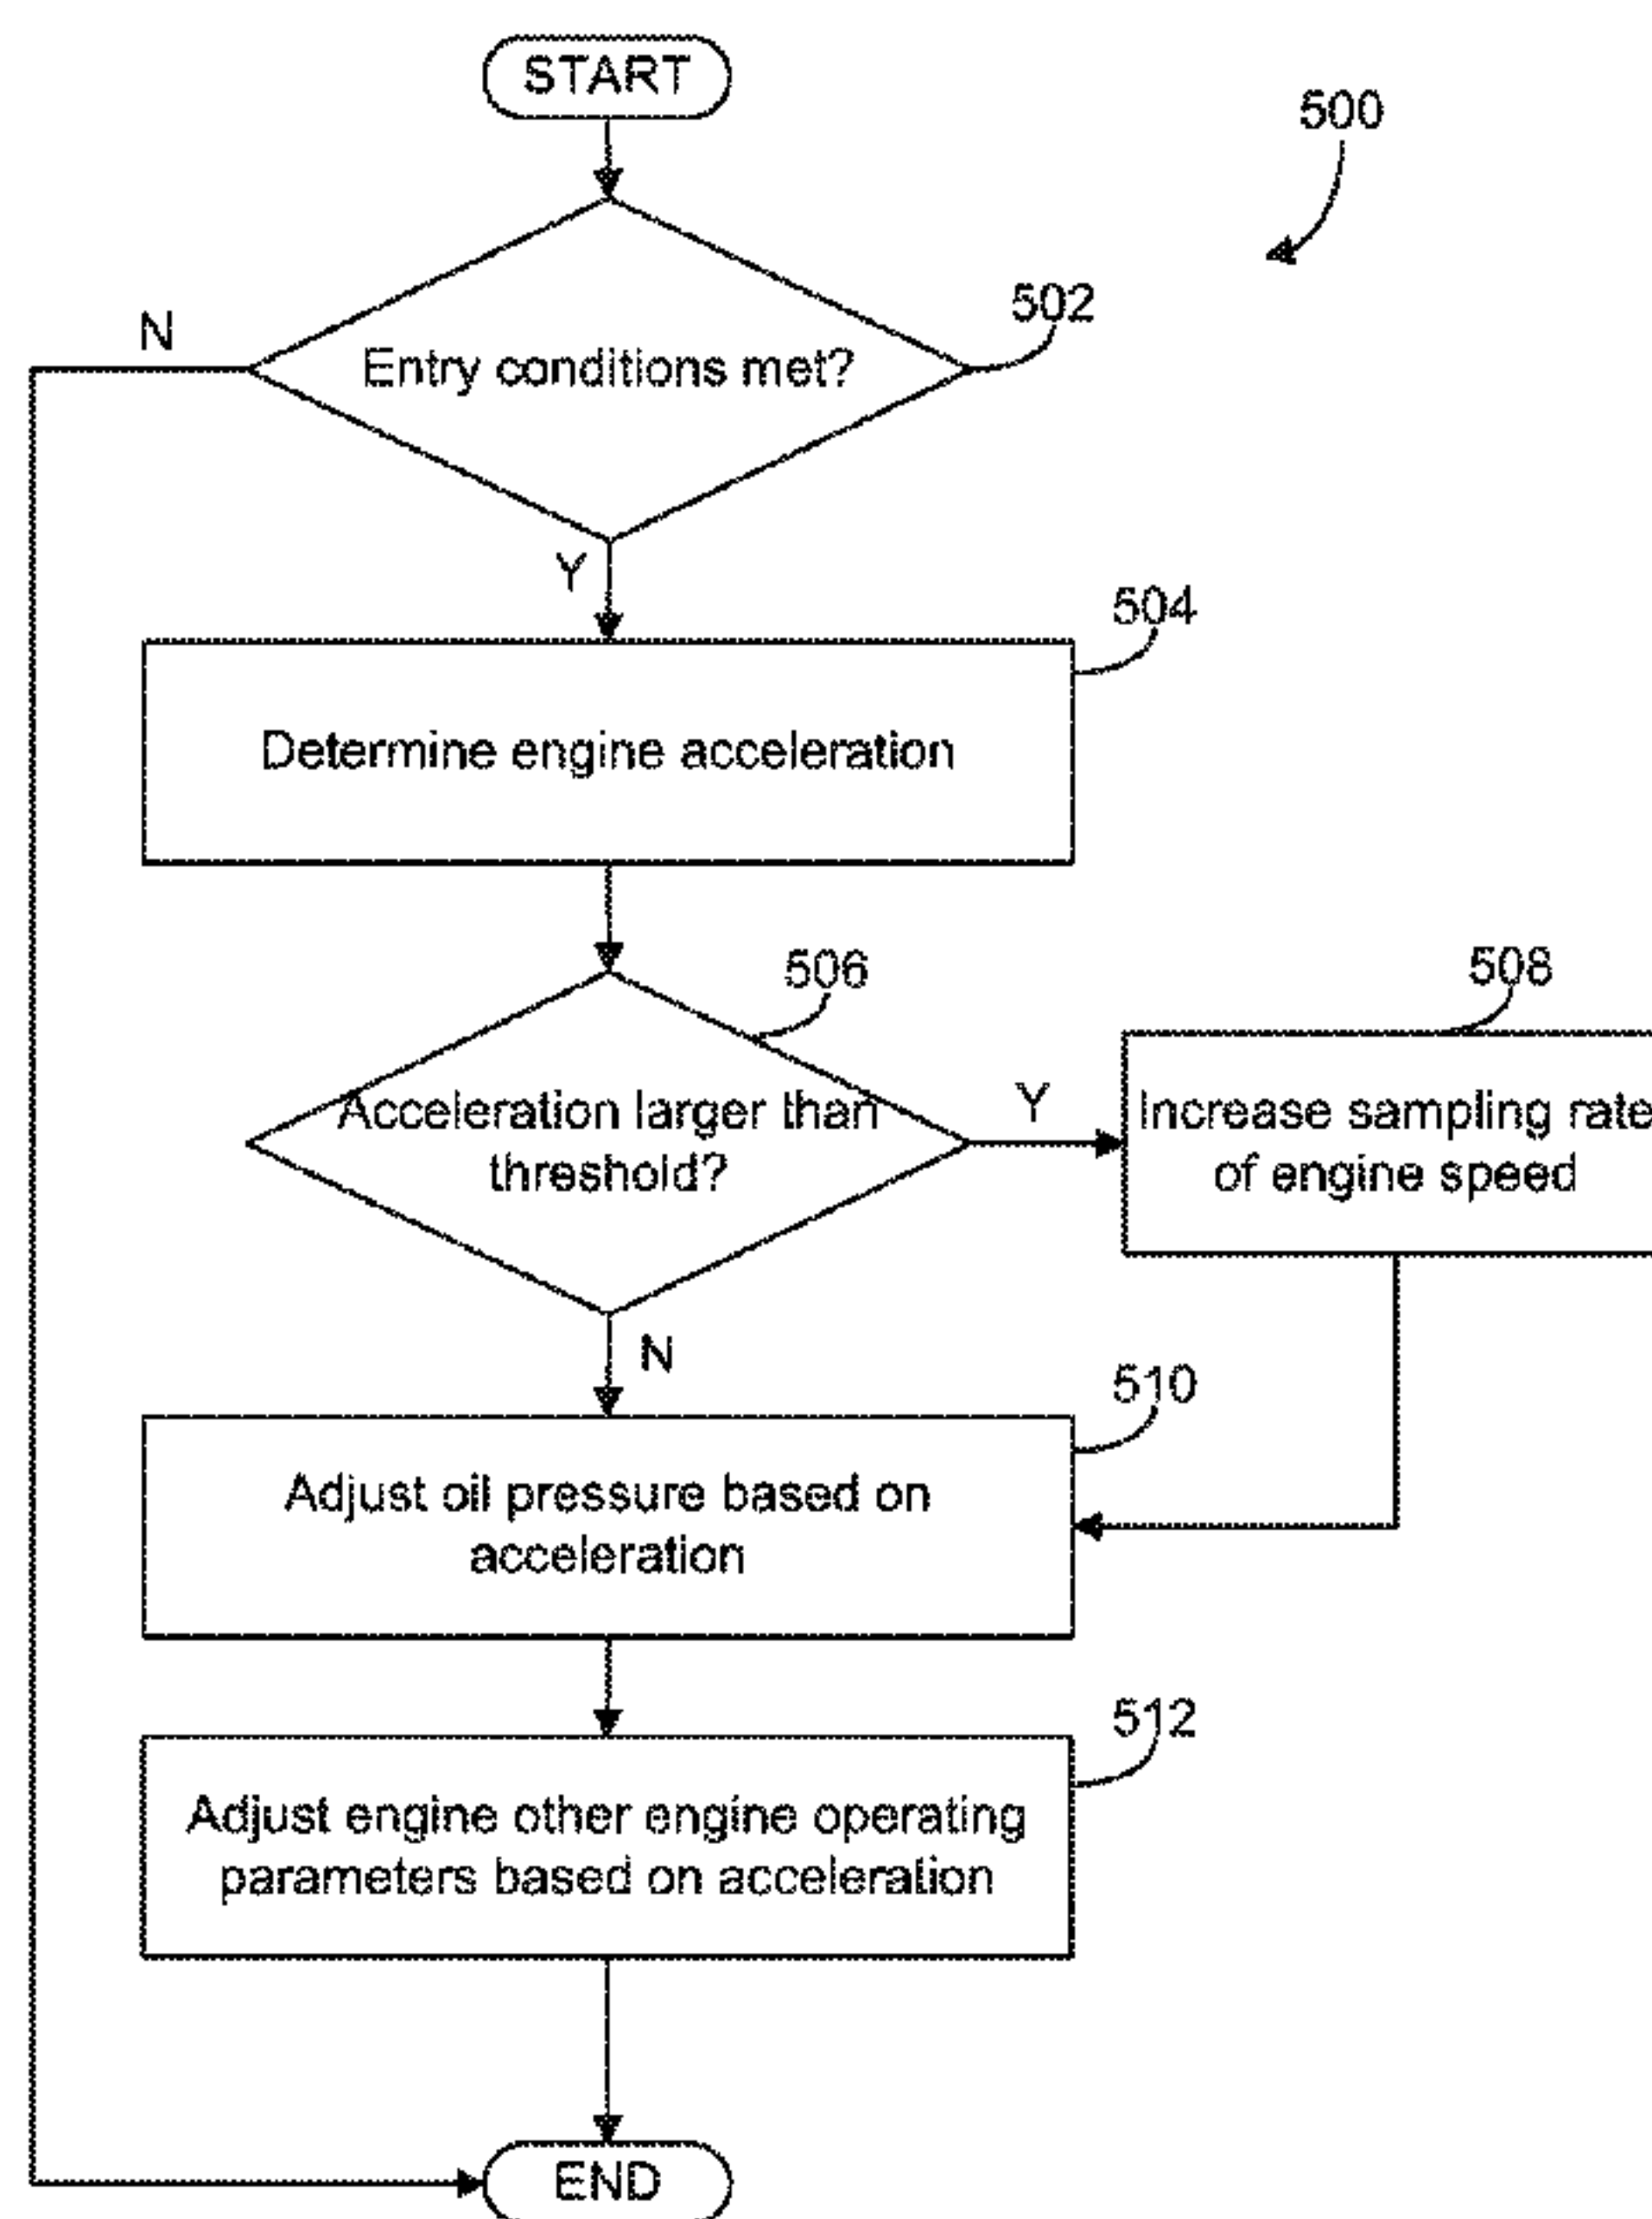 START
500
502
N
Entry conditions met?
Y
504
Determine engine acceleration
506
508
Acceleration larger than
threshold?
Y
Increase sampling rate
of engine speed
N
510
Adjust oil pressure based on
acceleration
512
Adjust engine other engine operating
parameters based on acceleration
END